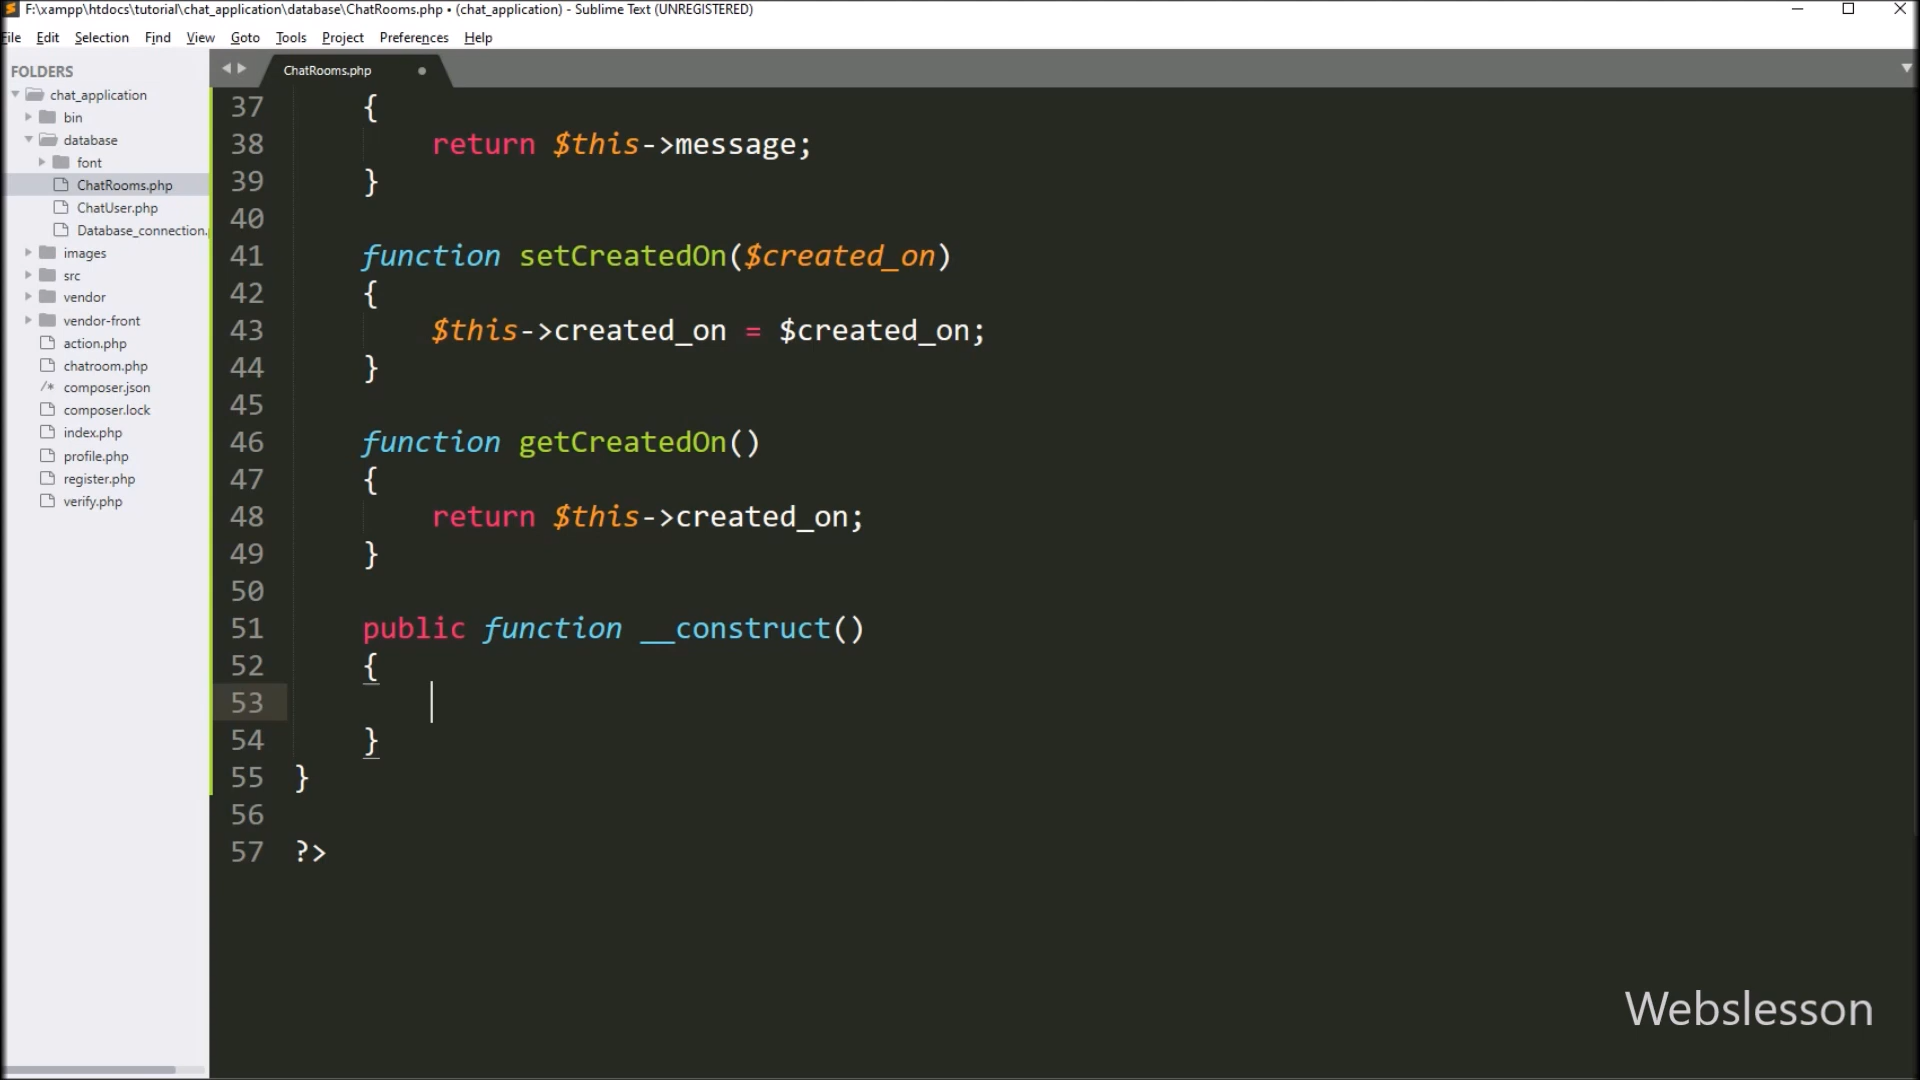 F:\xampp\htdocs\tutorial\chat_application\database\ChatRooms.php • (chat_application) - Sublime Text (UNREGISTERED)
File Edit Selection Find View Goto Tools Project Preferences Help
FOLDERS
chat_application
bin
database
font
ChatRooms.php
ChatUser.php
Database_connection.
images
src
vendor
vendor-front
action.php
chatroom.php
/* composer.json
composer.lock
index.php
profile.php
register.php
verify.php
ChatRooms.php
37 {
38 return $this->message;
39 }
40
41 function setCreatedOn($created_on)
42 {
43 $this->created_on = $created_on;
44 }
45
46 function getCreatedOn()
47 {
48 return $this->created_on;
49 }
50
51 public function __construct()
52 {
53
54 }
55 }
56
57 ?>
Webslesson